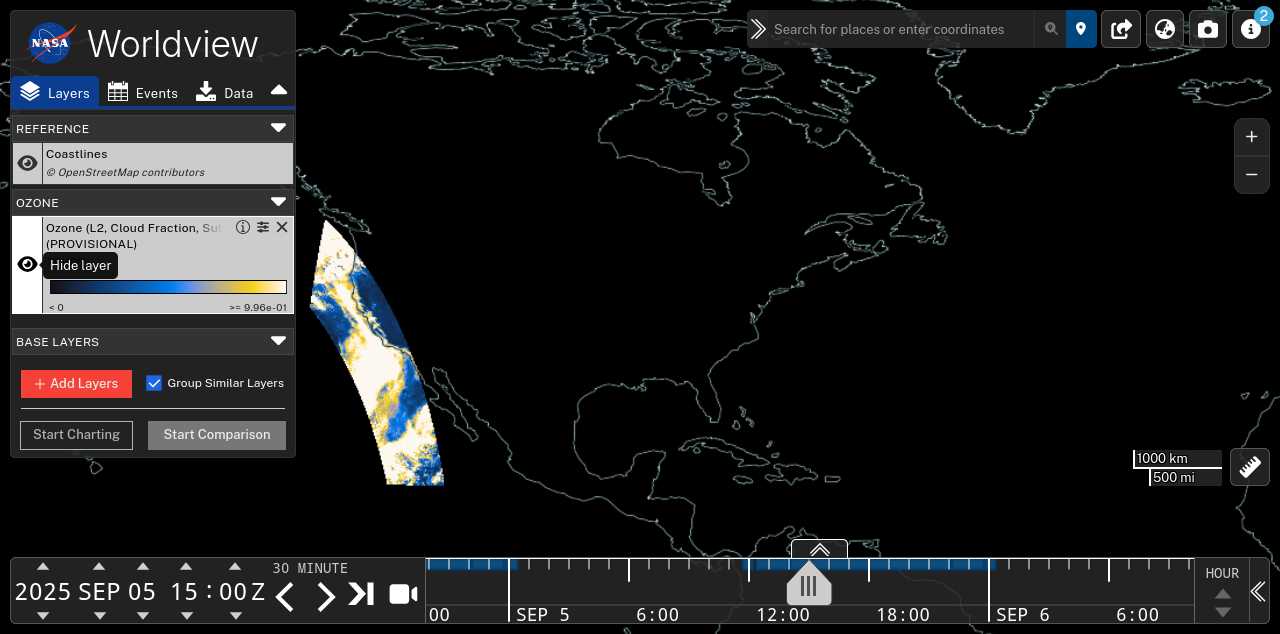 NASA
Worldview
Layers
Events
Data
REFERENCE
Coastlines
© OpenStreetMap contributors
OZONE
Ozone (L2, Cloud Fraction, Su
(PROVISIONAL)
Hide layer
< 0
>= 9.96e-01
BASE LAYERS
+ Add Layers
Group Similar Layers
Start Charting
Start Comparison
Search for places or enter coordinates
2
+
−
1000 km
500 mi
2025 SEP 05 15 : 00 Z
30 MINUTE
00
SEP 5
6:00
12:00
18:00
SEP 6
6:00
HOUR